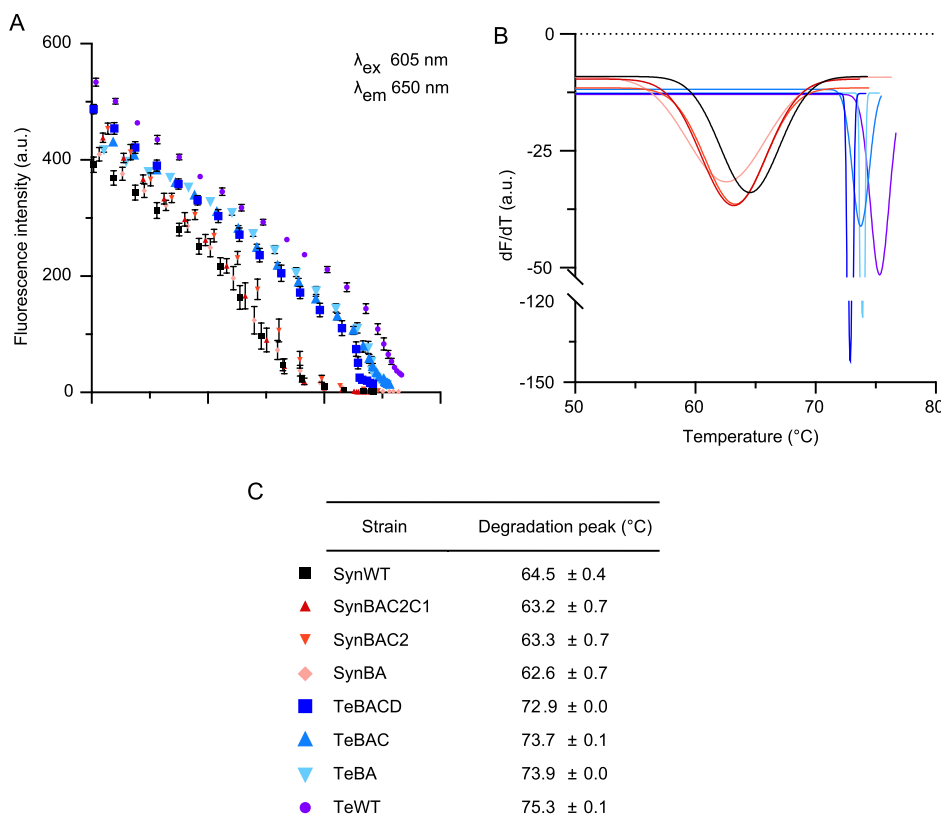 A
600
400
200
0
Fluorescence intensity (a.u.)
λex 605 nm
λem 650 nm
B
0
-25
-50
-120
-150
dF/dT (a.u.)
50 60 70 80
Temperature (°C)
C
Strain Degradation peak (°C)
SynWT 64.5 ± 0.4
SynBAC2C1 63.2 ± 0.7
SynBAC2 63.3 ± 0.7
SynBA 62.6 ± 0.7
TeBACD 72.9 ± 0.0
TeBAC 73.7 ± 0.1
TeBA 73.9 ± 0.0
TeWT 75.3 ± 0.1